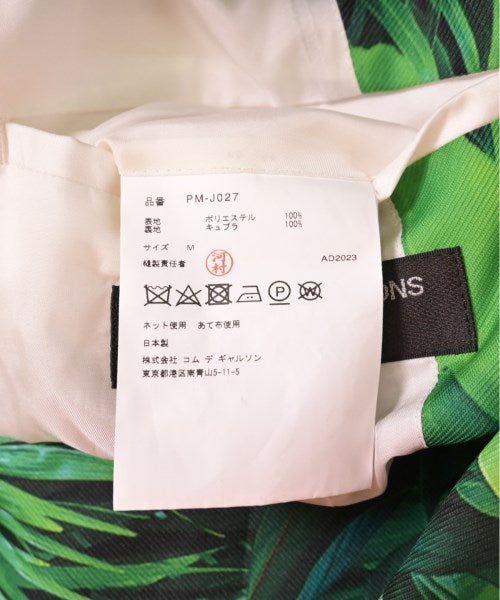 品番 PM-J027
表地 ポリエステル 100%
裏地 キュプラ 100%
サイズ M
縫製責任者 河村 AD2023
P W
ネット使用 あて布使用
日本製
株式会社 コム デ ギャルソン
東京都港区南青山5-11-5
ONS